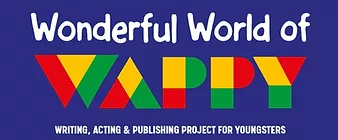 Wonderful World of
WAPPY
WRITING, ACTING & PUBLISHING PROJECT FOR YOUNGSTERS